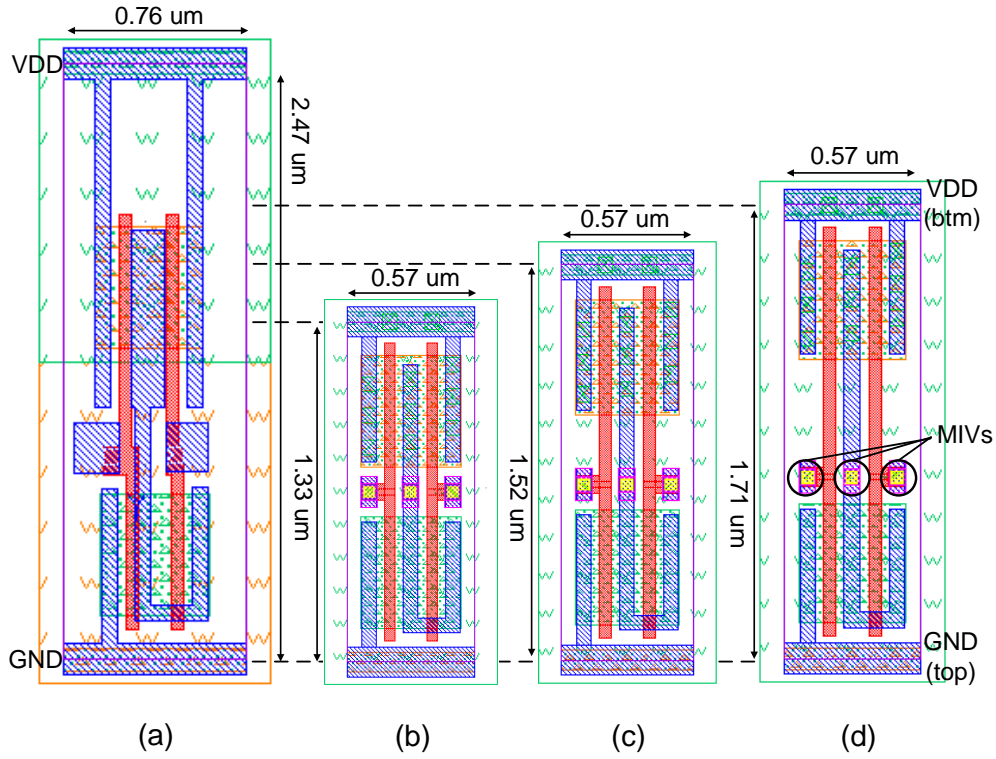 0.76 um
VDD
2.47 um
0.57 um
1.33 um
0.57 um
1.52 um
0.57 um
VDD
(btm)
1.71 um
MIVs
GND
GND
(top)
(a)
(b)
(c)
(d)